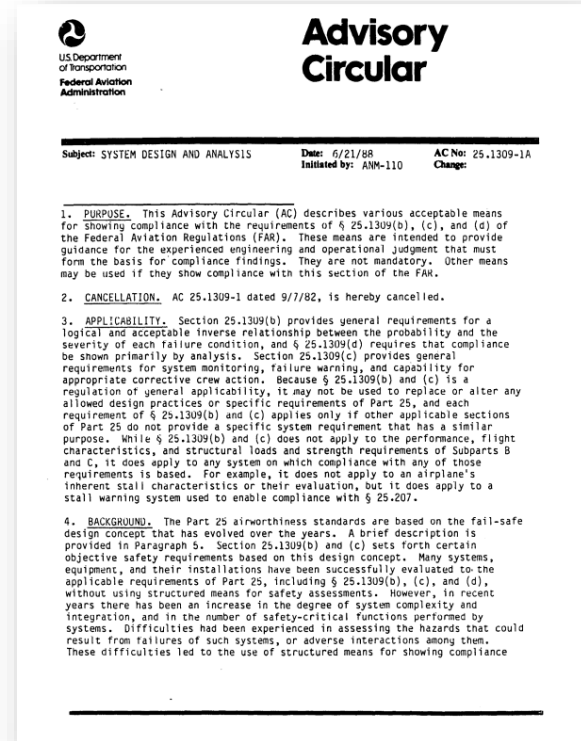 Advisory
Circular
U.S. Department
of Transportation
Federal Aviation
Administration
Subject: SYSTEM DESIGN AND ANALYSIS Date: 6/21/88 AC No: 25.1309-1A
Initiated by: ANM-110 Change:
1. PURPOSE. This Advisory Circular (AC) describes various acceptable means
for showing compliance with the requirements of § 25.1309(b), (c), and (d) of
the Federal Aviation Regulations (FAR). These means are intended to provide
guidance for the experienced engineering and operational judgment that must
form the basis for compliance findings. They are not mandatory. Other means
may be used if they show compliance with this section of the FAR.
2. CANCELLATION. AC 25.1309-1 dated 9/7/82, is hereby cancelled.
3. APPLICABILITY. Section 25.1309(b) provides general requirements for a
logical and acceptable inverse relationship between the probability and the
severity of each failure condition, and § 25.1309(d) requires that compliance
be shown primarily by analysis. Section 25.1309(c) provides general
requirements for system monitoring, failure warning, and capability for
appropriate corrective crew action. Because § 25.1309(b) and (c) is a
regulation of general applicability, it may not be used to replace or alter any
allowed design practices or specific requirements of Part 25, and each
requirement of § 25.1309(b) and (c) applies only if other applicable sections
of Part 25 do not provide a specific system requirement that has a similar
purpose. While § 25.1309(b) and (c) does not apply to the performance, flight
characteristics, and structural loads and strength requirements of Subparts B
and C, it does apply to any system on which compliance with any of those
requirements is based. For example, it does not apply to an airplane's
inherent stall characteristics or their evaluation, but it does apply to a
stall warning system used to enable compliance with § 25.207.
4. BACKGROUND. The Part 25 airworthiness standards are based on the fail-safe
design concept that has evolved over the years. A brief description is
provided in Paragraph 5. Section 25.1309(b) and (c) sets forth certain
objective safety requirements based on this design concept. Many systems,
equipment, and their installations have been successfully evaluated to the
applicable requirements of Part 25, including § 25.1309(b), (c), and (d),
without using structured means for safety assessments. However, in recent
years there has been an increase in the degree of system complexity and
integration, and in the number of safety-critical functions performed by
systems. Difficulties had been experienced in assessing the hazards that could
result from failures of such systems, or adverse interactions among them.
These difficulties led to the use of structured means for showing compliance